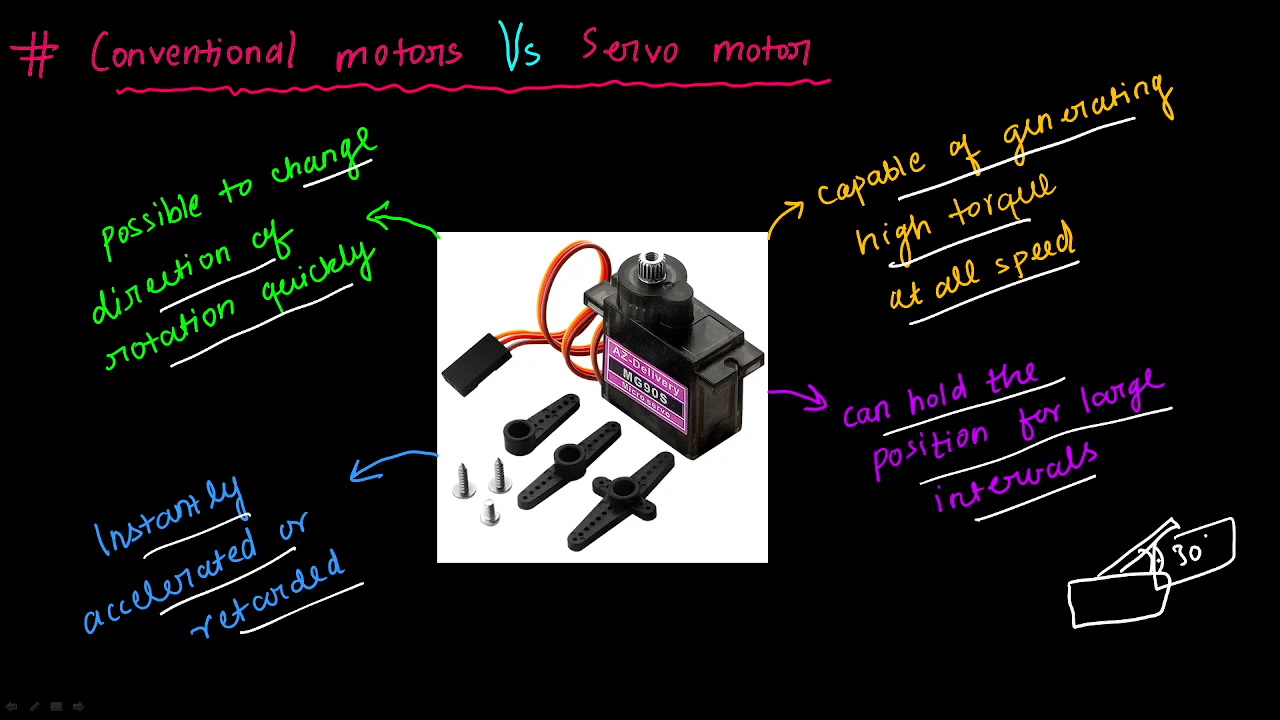 # Conventional motors Vs Servo motor
possible to change
direction of
rotation quickly
capable of generating
high torque
at all speed
AZ-Delivery
MG90S
Micro servo
can hold the
position for large
intervals
Instantly
accelerated or
retarded
30°